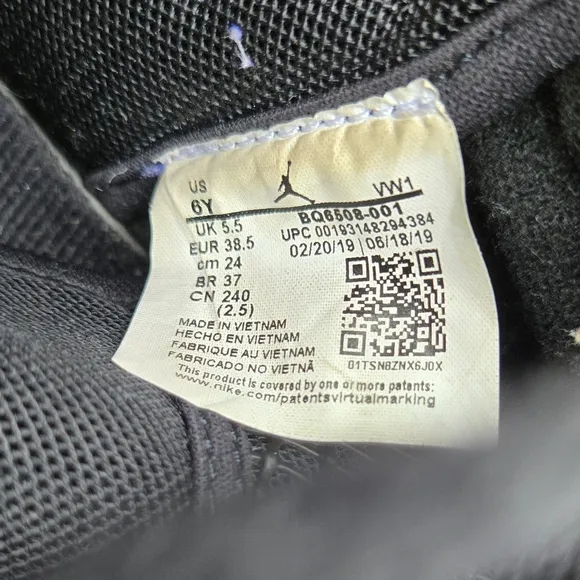 US
6Y
VW1
BQ6508-001
UK 5.5
UPC 00193148294384
EUR 38.5
02/20/19 | 06/18/19
cm 24
BR 37
CN 240
(2.5)
MADE IN VIETNAM
HECHO EN VIETNAM
FABRIQUE AU VIETNAM
FABRICADO NO VIETNÃ
01TSN8ZNX6J0X
This product is covered by one or more patents:
www.nike.com/patentsvirtualmarking